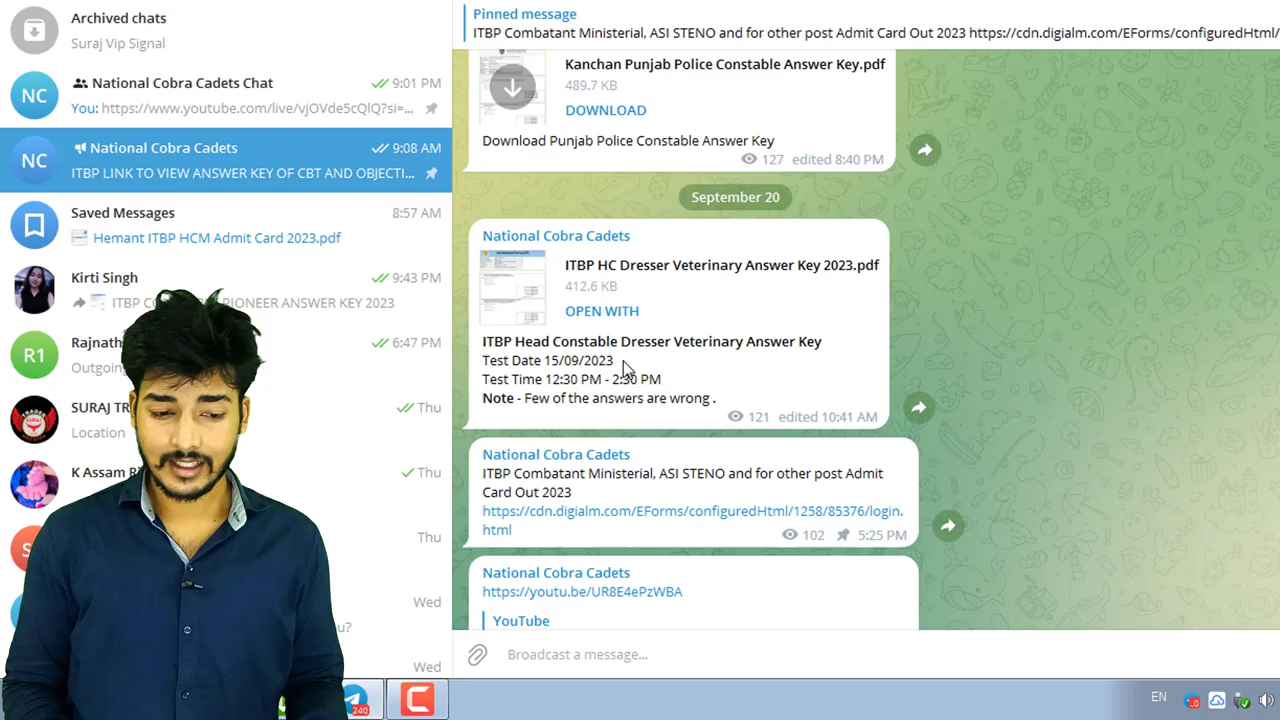 Archived chats
Suraj Vip Signal
NC
National Cobra Cadets Chat
9:01 PM
You: https://www.youtube.com/live/vjOVde5cQlQ?si=...
NC
National Cobra Cadets
9:08 AM
ITBP LINK TO VIEW ANSWER KEY OF CBT AND OBJECTI...
Saved Messages
8:57 AM
Hemant ITBP HCM Admit Card 2023.pdf
Kirti Singh
9:43 PM
PIONEER ANSWER KEY 2023
R1
Rajnath
6:47 PM
Outgoing
SURAJ TR
Thu
Location
K Assam Ri
Thu
Thu
Wed
u?
Wed
Pinned message
ITBP Combatant Ministerial, ASI STENO and for other post Admit Card Out 2023 https://cdn.digialm.com/EForms/configuredHtml/
Kanchan Punjab Police Constable Answer Key.pdf
489.7 KB
DOWNLOAD
Download Punjab Police Constable Answer Key
127 edited 8:40 PM
September 20
National Cobra Cadets
ITBP HC Dresser Veterinary Answer Key 2023.pdf
412.6 KB
OPEN WITH
ITBP Head Constable Dresser Veterinary Answer Key
Test Date 15/09/2023
Test Time 12:30 PM - 2:30 PM
Note - Few of the answers are wrong .
121 edited 10:41 AM
National Cobra Cadets
ITBP Combatant Ministerial, ASI STENO and for other post Admit
Card Out 2023
https://cdn.digialm.com/EForms/configuredHtml/1258/85376/login.
html
102 5:25 PM
National Cobra Cadets
https://youtu.be/UR8E4ePzWBA
YouTube
Broadcast a message...
240
EN